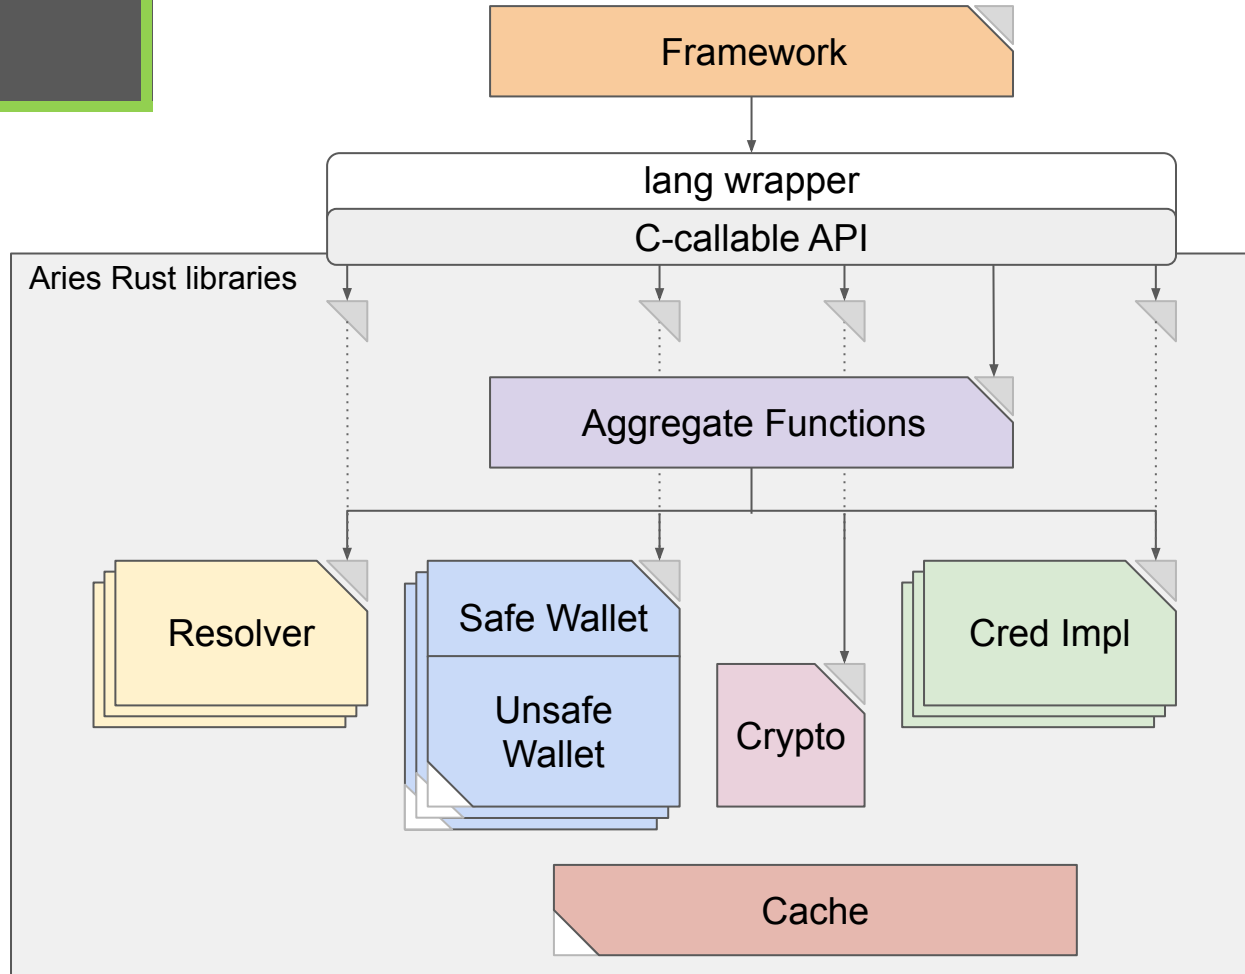 Framework
lang wrapper
C-callable API
Aries Rust libraries
Aggregate Functions
Resolver
Safe Wallet
Unsafe
Wallet
Crypto
Cred Impl
Cache